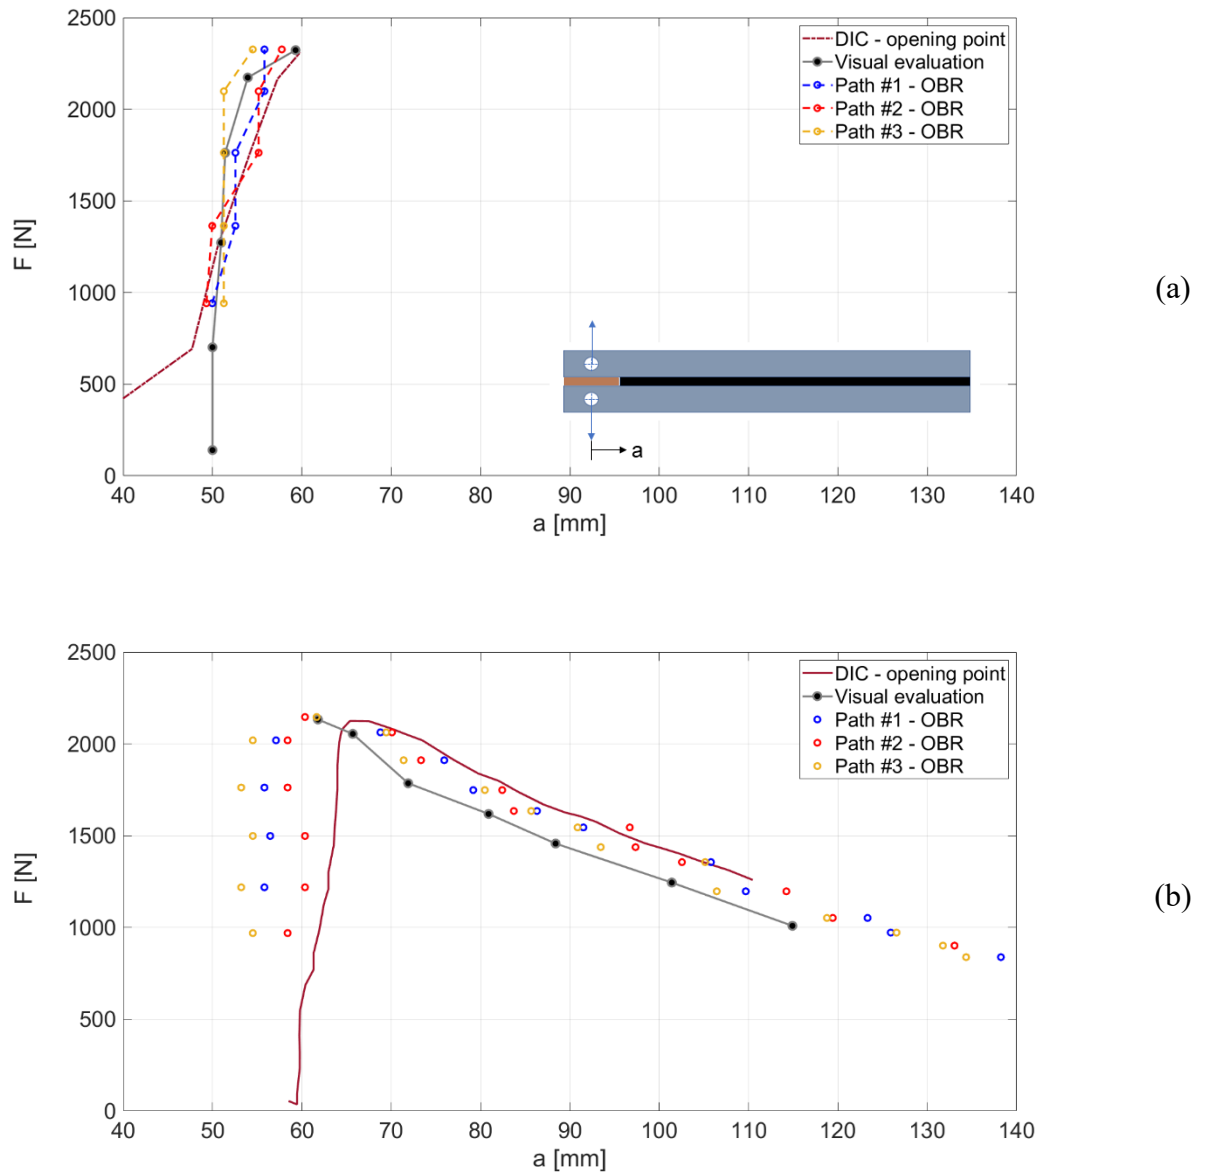 2500
2000
1500
1000
500
0
F [N]
40 50 60 70 80 90 100 110 120 130 140
a [mm]
DIC - opening point
Visual evaluation
Path #1 - OBR
Path #2 - OBR
Path #3 - OBR
a
(a)
2500
2000
1500
1000
500
0
F [N]
40 50 60 70 80 90 100 110 120 130 140
a [mm]
DIC - opening point
Visual evaluation
Path #1 - OBR
Path #2 - OBR
Path #3 - OBR
(b)